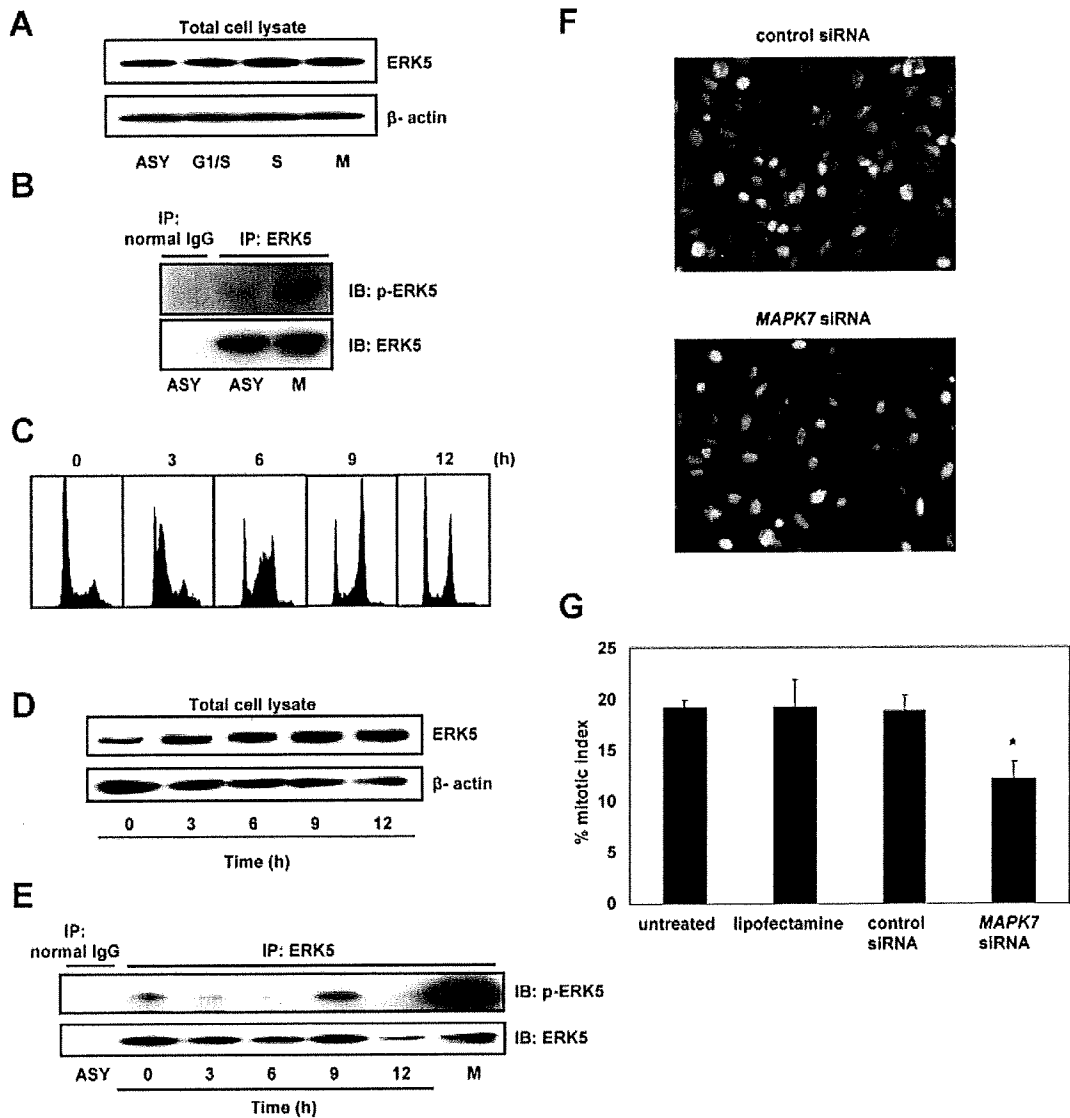 A
Total cell lysate
ERK5
β- actin
ASY G1/S S M
B
IP:
normal IgG
IP: ERK5
IB: p-ERK5
IB: ERK5
ASY ASY M
C
0 3 6 9 12 (h)
D
Total cell lysate
ERK5
β- actin
0 3 6 9 12
Time (h)
E
IP:
normal IgG
IP: ERK5
IB: p-ERK5
IB: ERK5
ASY 0 3 6 9 12 M
Time (h)
F
control siRNA
MAPK7 siRNA
G
% mitotic index
25
20
15
10
5
0
*
untreated lipofectamine control siRNA MAPK7 siRNA